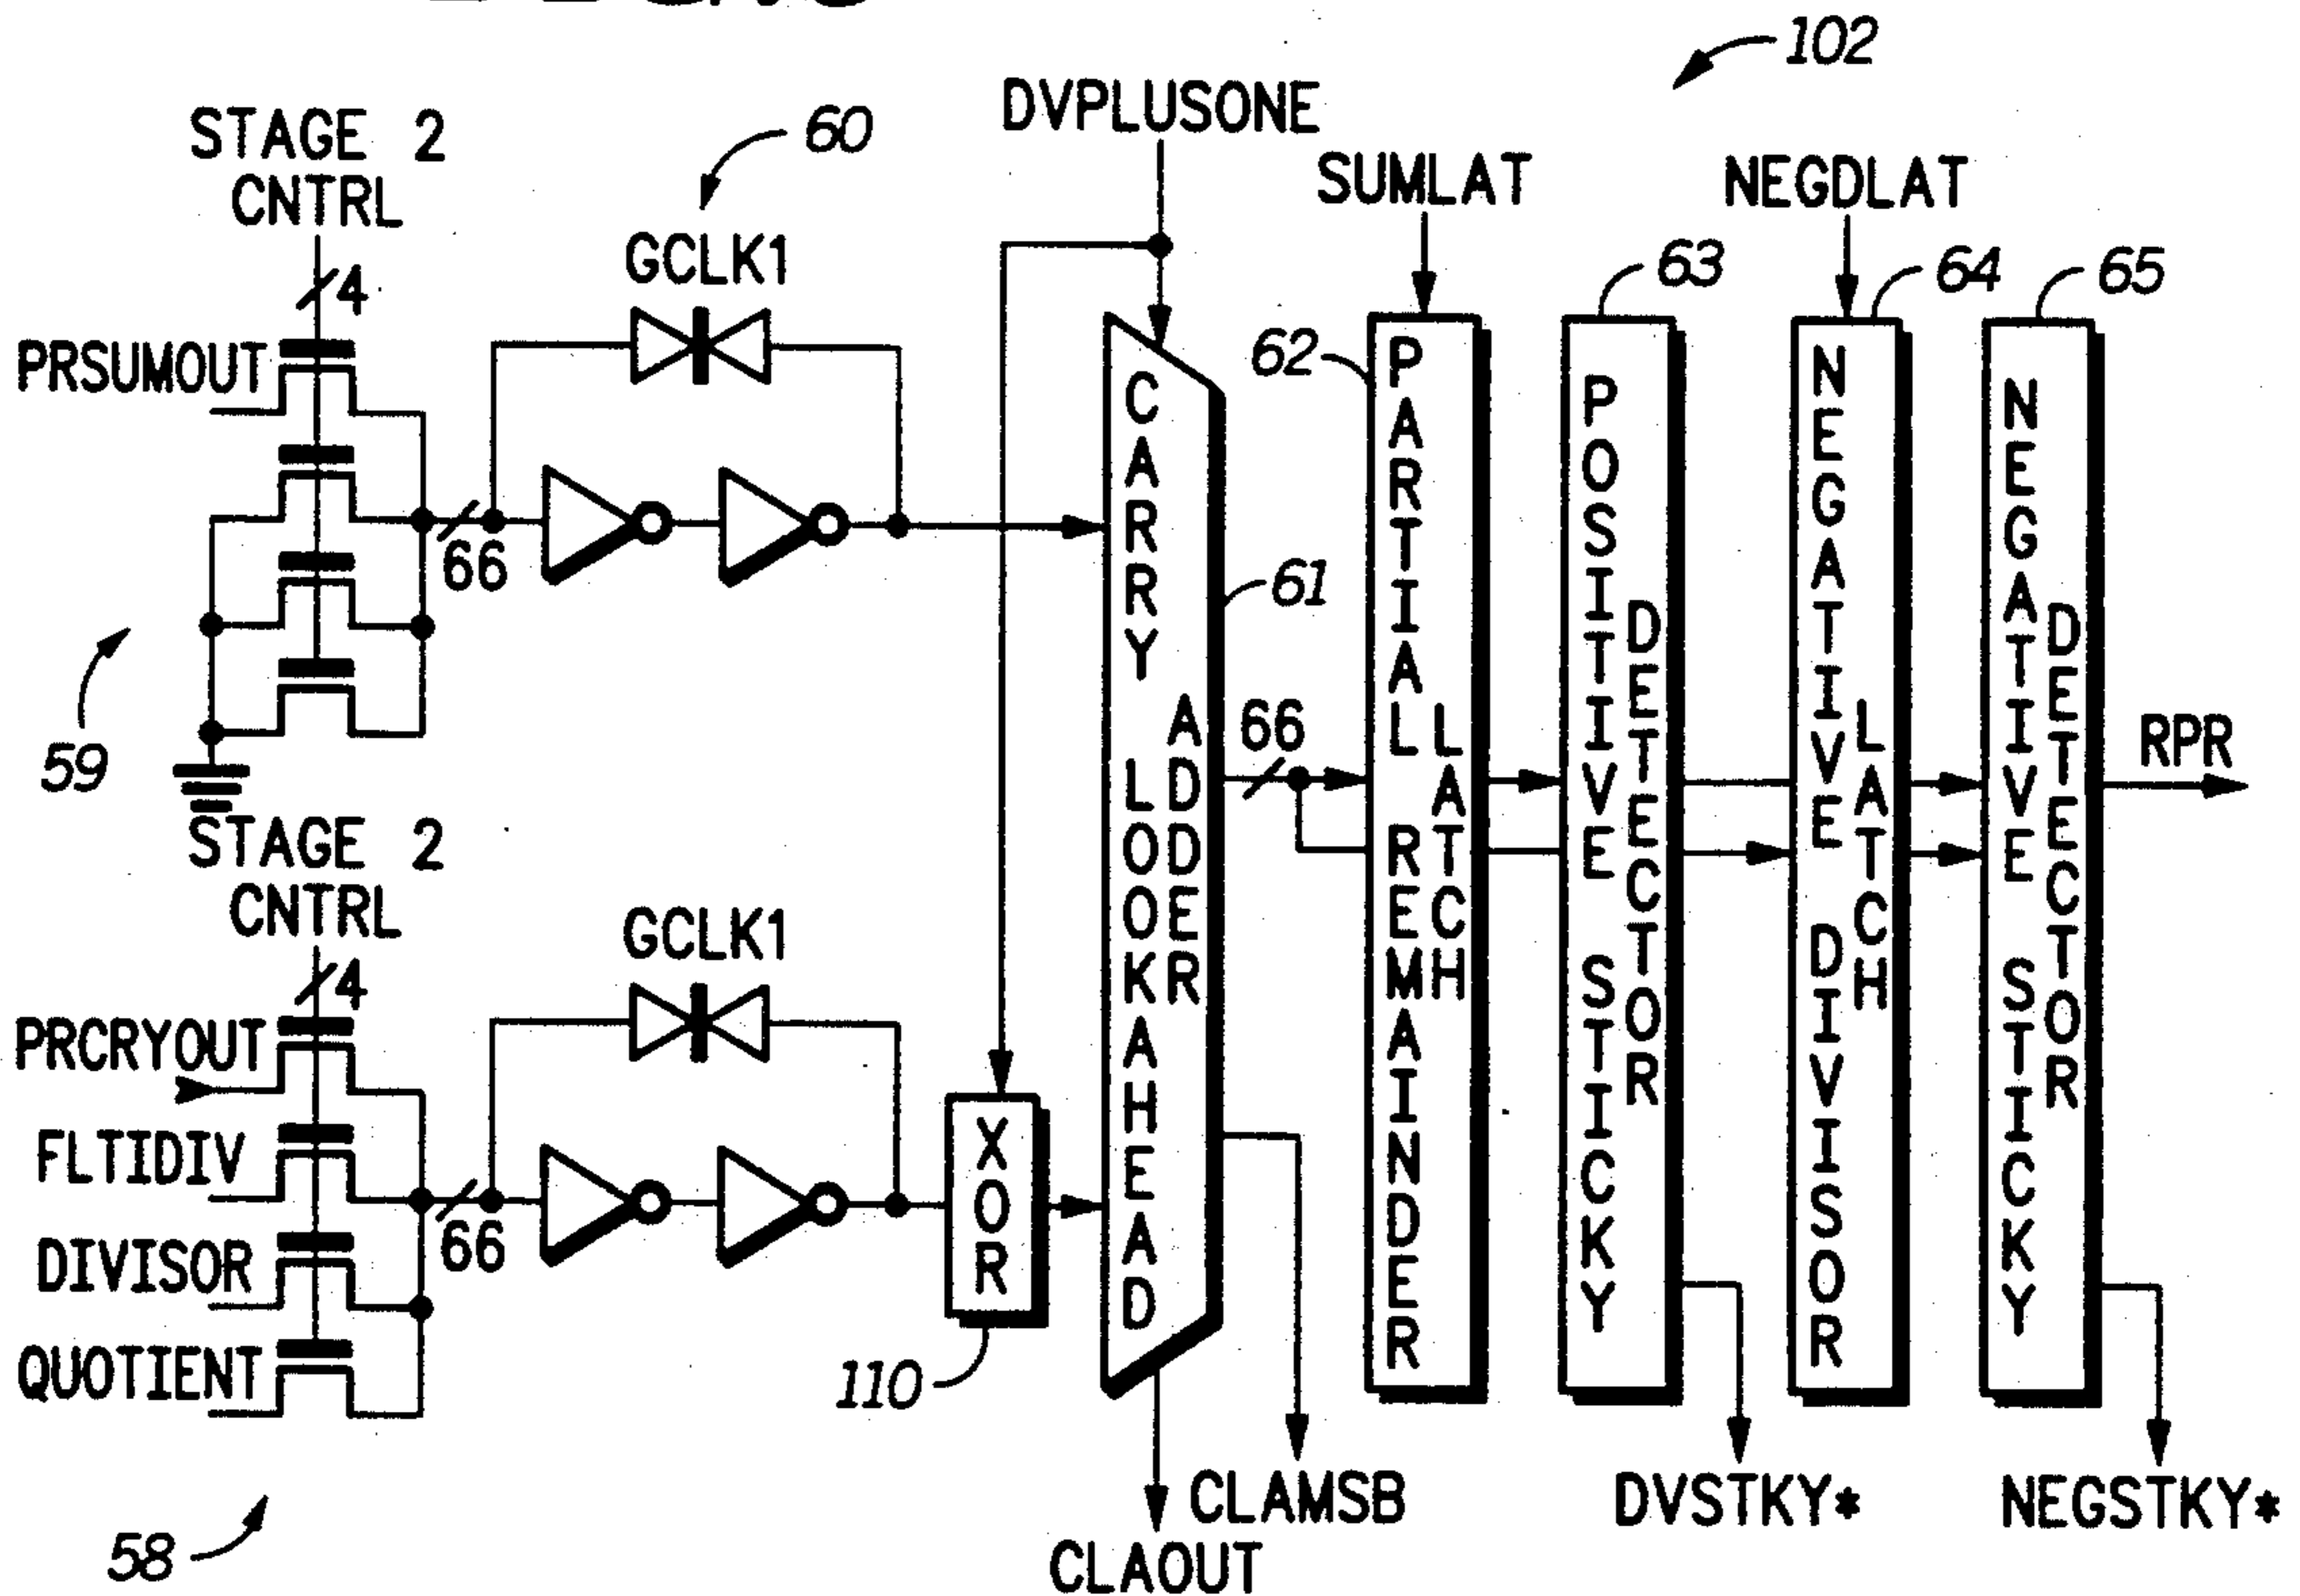 102
DVPLUSONE
STAGE 2
CNTRL
60
SUMLAT
NEGDLAT
GCLK1
4
63
64
65
PRSUMOUT
62
66
61
59
CARRY LOOKAHEAD
ADDER
66
PARTIAL REMAINDER
LATCH
POSITIVE STICKY
DETECTOR
NEGATIVE DIVISOR
LATCH
NEGATIVE STICKY
DETECTOR
RPR
STAGE 2
CNTRL
GCLK1
4
PRCRYOUT
FLTIDIV
66
DIVISOR
QUOTIENT
XOR
110
58
CLAMSB
CLAOUT
DVSTKY*
NEGSTKY*